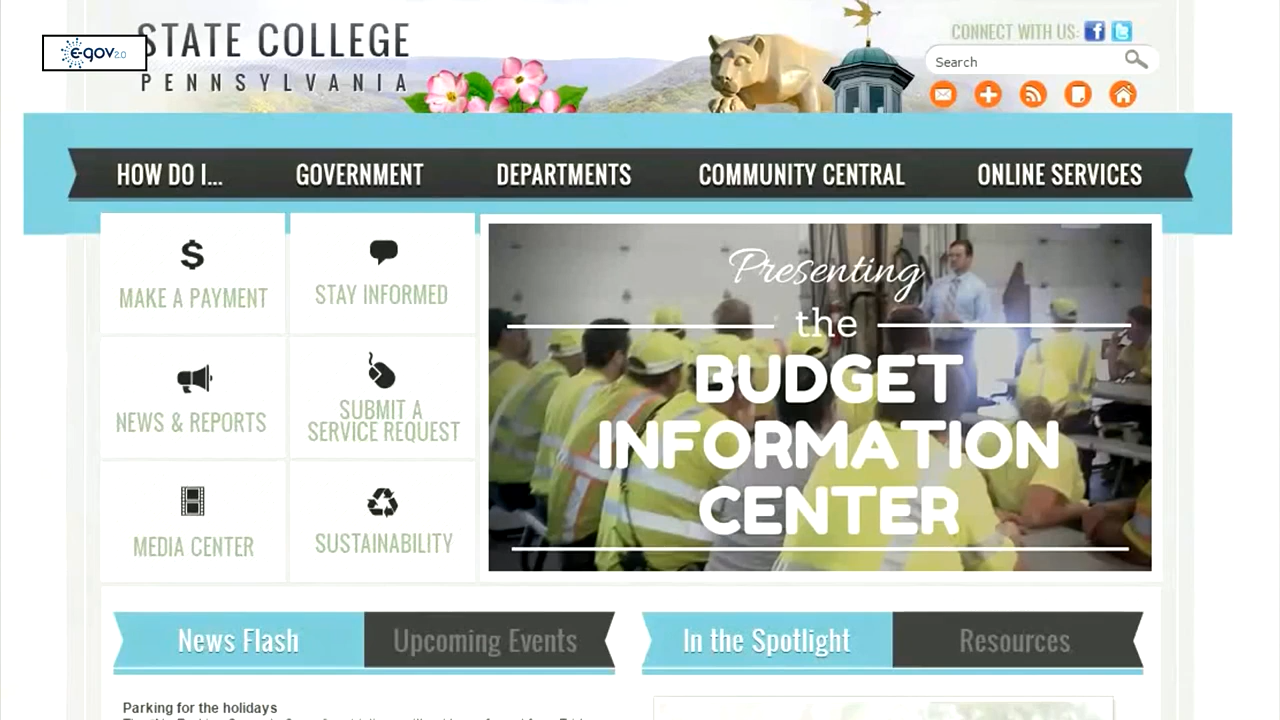 e-gov 2.0
STATE COLLEGE
PENNSYLVANIA
CONNECT WITH US:
Search
HOW DO I...
GOVERNMENT
DEPARTMENTS
COMMUNITY CENTRAL
ONLINE SERVICES
MAKE A PAYMENT
STAY INFORMED
NEWS & REPORTS
SUBMIT A
SERVICE REQUEST
MEDIA CENTER
SUSTAINABILITY
Presenting
the
BUDGET
INFORMATION
CENTER
News Flash
Upcoming Events
In the Spotlight
Resources
Parking for the holidays